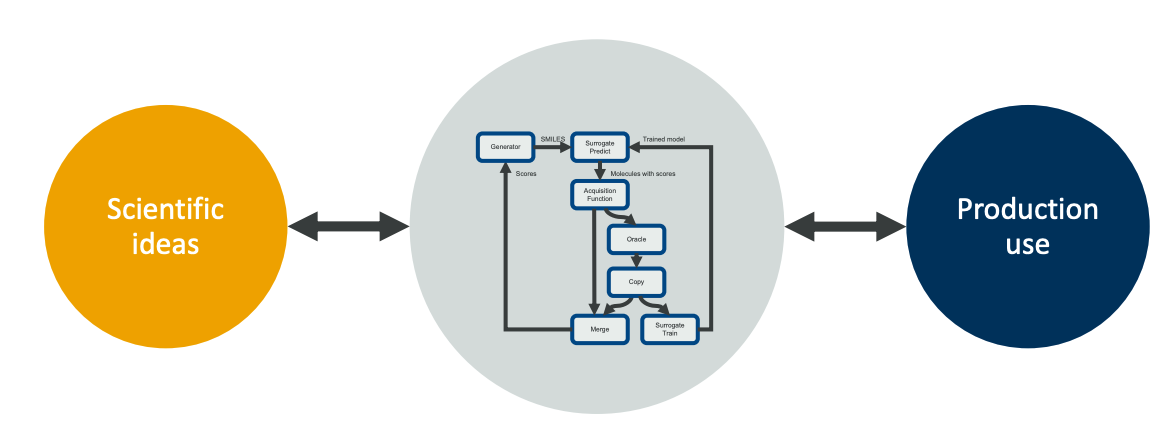 Scientific
ideas
Generator
SMILES
Surrogate
Predict
Trained model
Scores
Molecules with scores
Acquisition
Function
Oracle
Copy
Merge
Surrogate
Train
Production
use